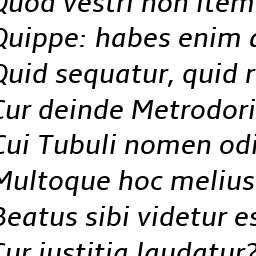 Quod vestri non item
Quippe: habes enim a
Quid sequatur, quid r
Cur deinde Metrodori
Cui Tubuli nomen odi
Multoque hoc melius
Beatus sibi videtur es
Cur iustitia laudatur?